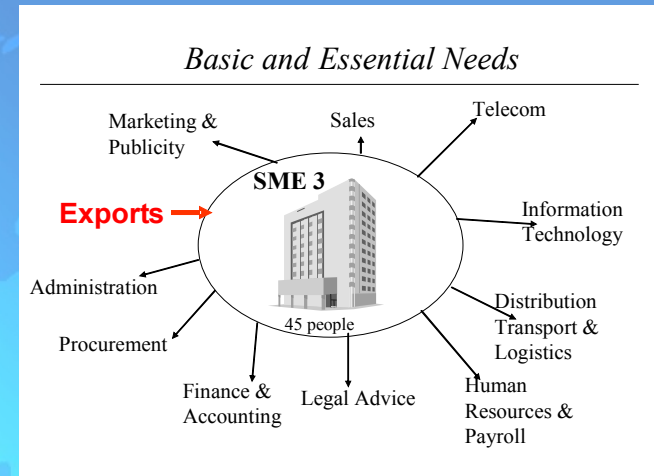 Basic and Essential Needs
Marketing &
Publicity
Sales
Telecom
SME 3
Exports
Information
Technology
Administration
Distribution
Transport &
Logistics
45 people
Procurement
Finance &
Accounting
Legal Advice
Human
Resources &
Payroll